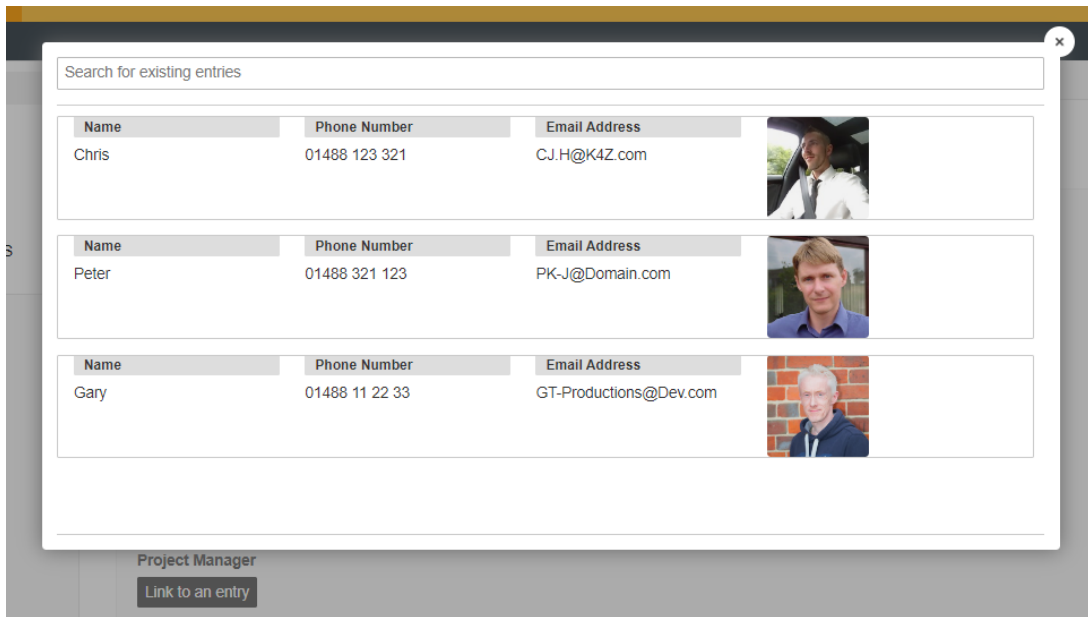 ×
Search for existing entries
Name Phone Number Email Address
Chris 01488 123 321 CJ.H@K4Z.com
Name Phone Number Email Address
Peter 01488 321 123 PK-J@Domain.com
Name Phone Number Email Address
Gary 01488 11 22 33 GT-Productions@Dev.com
s
Project Manager
Link to an entry